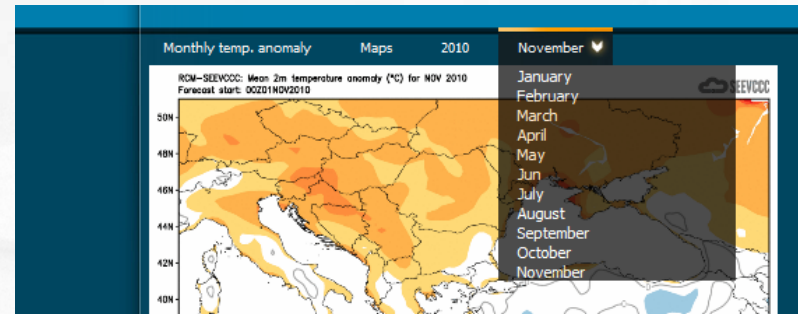 Monthly temp. anomaly Maps 2010 November
RCM-SEEVCCC: Mean 2m temperature anomaly (°C) for NOV 2010
Forecast start: 00Z01NOV2010
SEEVCCC
January
February
March
April
May
Jun
July
August
September
October
November
50N
48N
46N
44N
42N
40N